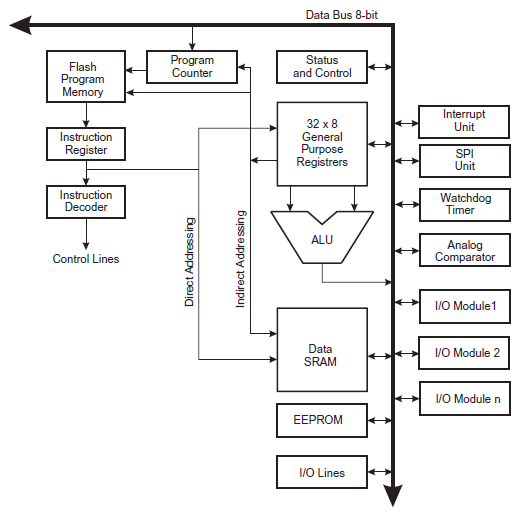 Data Bus 8-bit
Flash
Program
Memory
Program
Counter
Status
and Control
Instruction
Register
32 x 8
General
Purpose
Registrers
Interrupt
Unit
SPI
Unit
Instruction
Decoder
Watchdog
Timer
Control Lines
Direct Addressing
Indirect Addressing
ALU
Analog
Comparator
I/O Module1
Data
SRAM
I/O Module 2
I/O Module n
EEPROM
I/O Lines